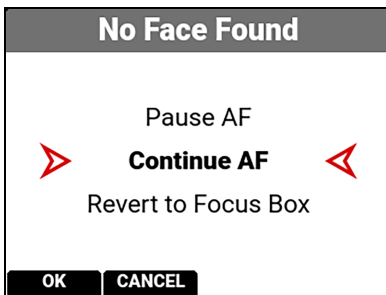 No Face Found
Pause AF
Continue AF
Revert to Focus Box
OK CANCEL